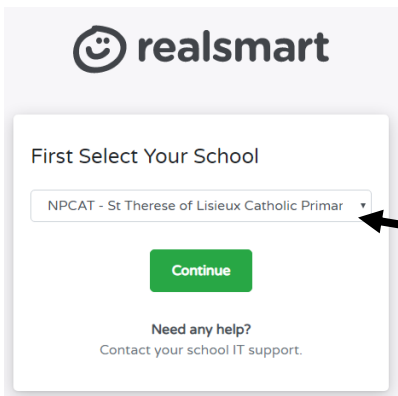 realsmart
First Select Your School
NPCAT - St Therese of Lisieux Catholic Primar
Continue
Need any help?
Contact your school IT support.